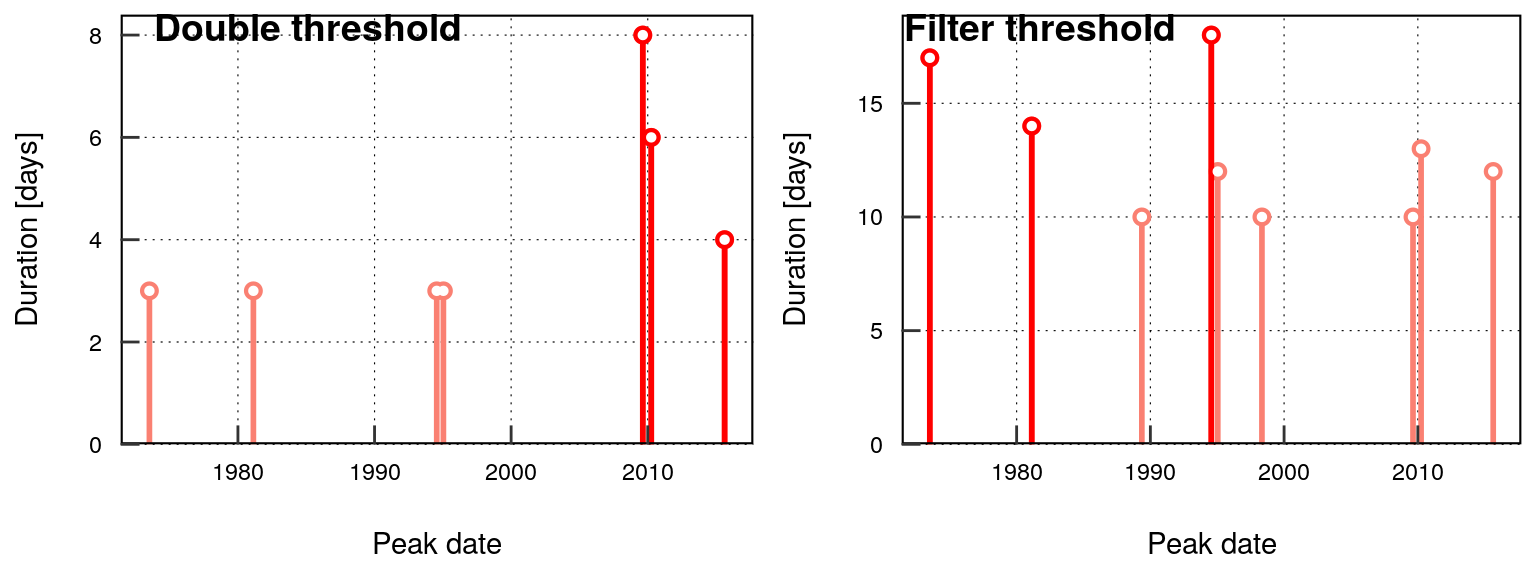 Double threshold
Duration [days]
8
6
4
2
0
1980 1990 2000 2010
Peak date
Filter threshold
Duration [days]
15
10
5
0
1980 1990 2000 2010
Peak date